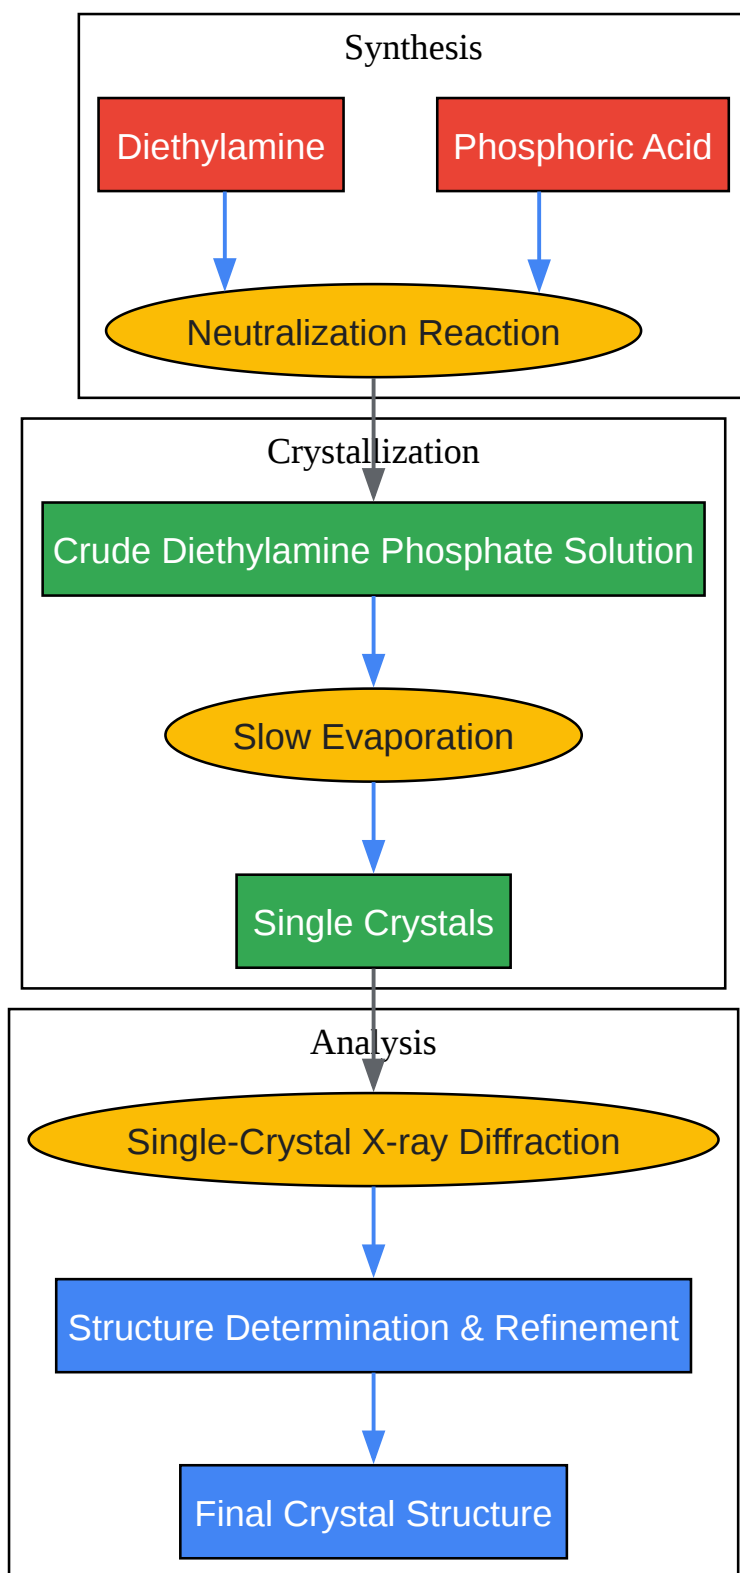 Synthesis
Diethylamine
Phosphoric Acid
Neutralization Reaction
Crystallization
Crude Diethylamine Phosphate Solution
Slow Evaporation
Single Crystals
Analysis
Single-Crystal X-ray Diffraction
Structure Determination & Refinement
Final Crystal Structure